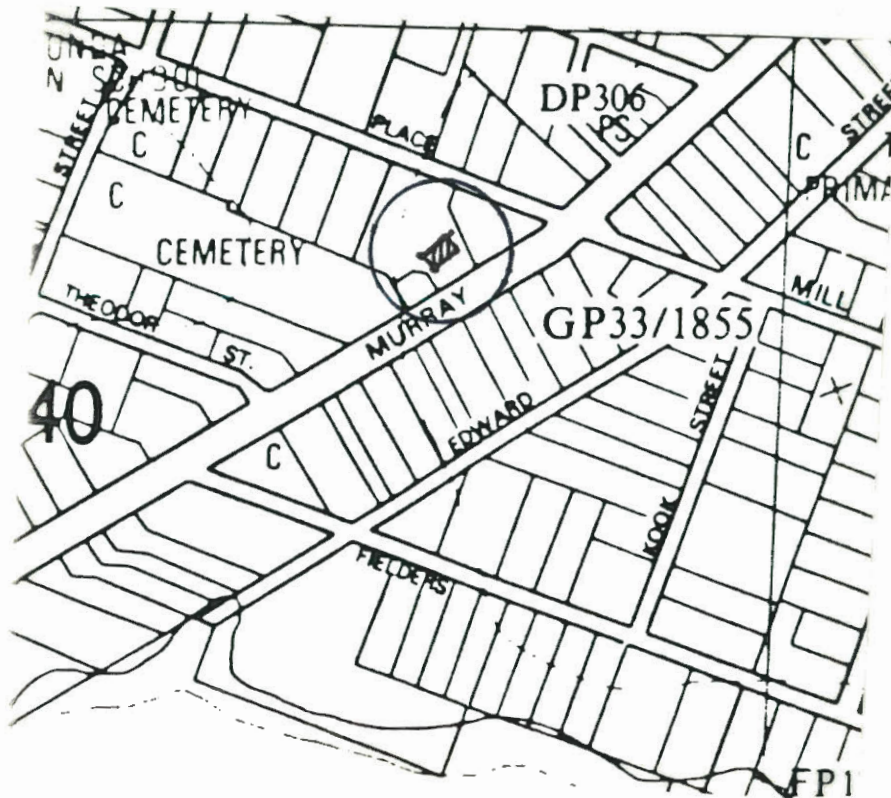 CEMETERY
STREET
C
C
PLACE
DP306
PS
C
STREET
PRIMA
CEMETERY
THEODOR
ST.
MURRAY
GP33/1855
MILL
40
EDWARD
STREET
C
KOOK
FIELDERS
FP1